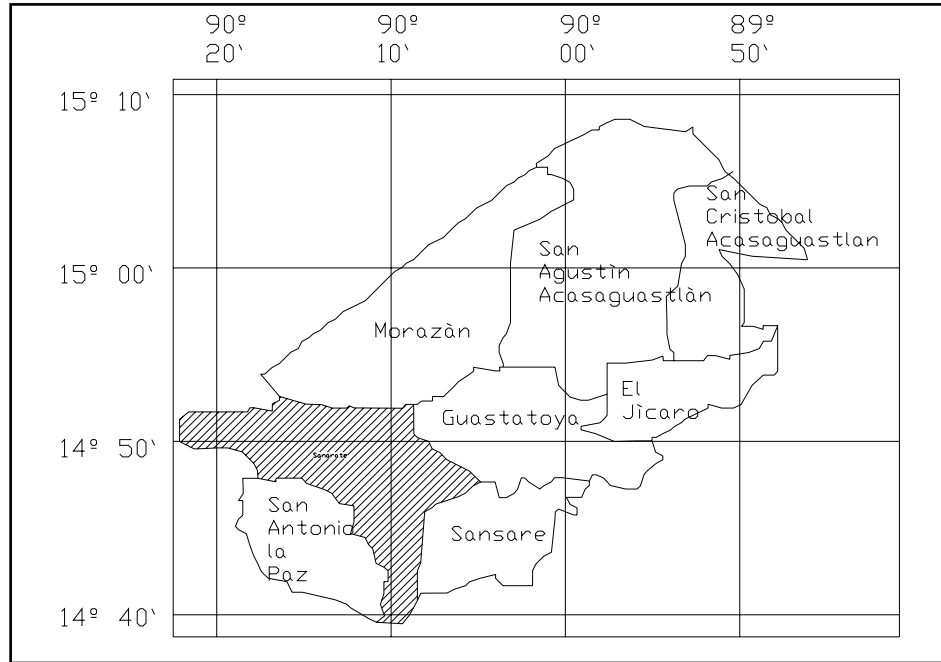 90º 90º 90º 89º
20' 10' 00' 50'
15º 10'
San
Cristobal
Acasaguastlan
San
Agustìn
Acasaguastlàn
15º 00'
Morazàn
El
Jìcaro
Guastatoya
14º 50'
Sanarate
San
Antonio
la
Paz
Sansare
14º 40'